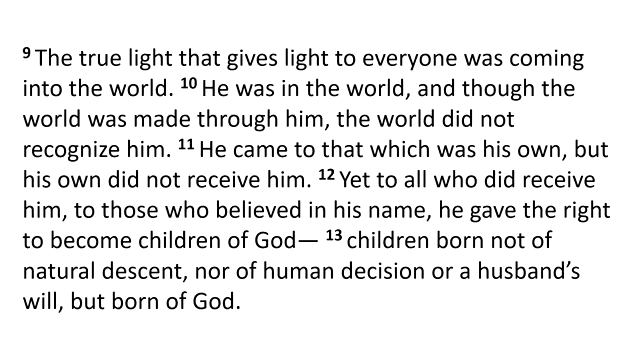 9 The true light that gives light to everyone was coming
into the world. 10 He was in the world, and though the
world was made through him, the world did not
recognize him. 11 He came to that which was his own, but
his own did not receive him. 12 Yet to all who did receive
him, to those who believed in his name, he gave the right
to become children of God— 13 children born not of
natural descent, nor of human decision or a husband’s
will, but born of God.